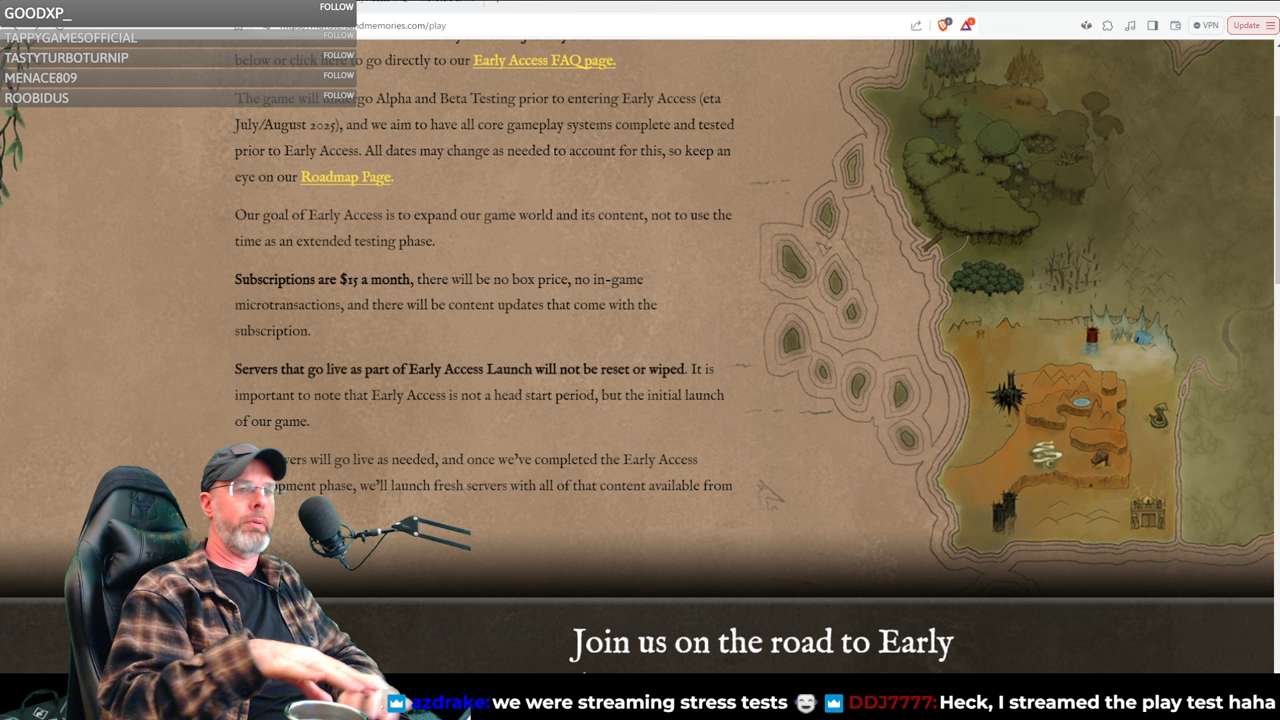 GOODXP_ FOLLOW
TAPPYGAMESOFFICIAL FOLLOW
TASTYTURBOTURNIP FOLLOW
MENACE809 FOLLOW
ROOBIDUS FOLLOW
andmemories.com/play
VPN
Update
below or click here to go directly to our Early Access FAQ page.
The game will undergo Alpha and Beta Testing prior to entering Early Access (eta
July/August 2025), and we aim to have all core gameplay systems complete and tested
prior to Early Access. All dates may change as needed to account for this, so keep an
eye on our Roadmap Page.
Our goal of Early Access is to expand our game world and its content, not to use the
time as an extended testing phase.
Subscriptions are $15 a month, there will be no box price, no in-game
microtransactions, and there will be content updates that come with the
subscription.
Servers that go live as part of Early Access Launch will not be reset or wiped. It is
important to note that Early Access is not a head start period, but the initial launch
of our game.
vers will go live as needed, and once we've completed the Early Access
opment phase, we'll launch fresh servers with all of that content available from
Join us on the road to Early
azdrake: we were streaming stress tests DDJ7777: Heck, I streamed the play test haha